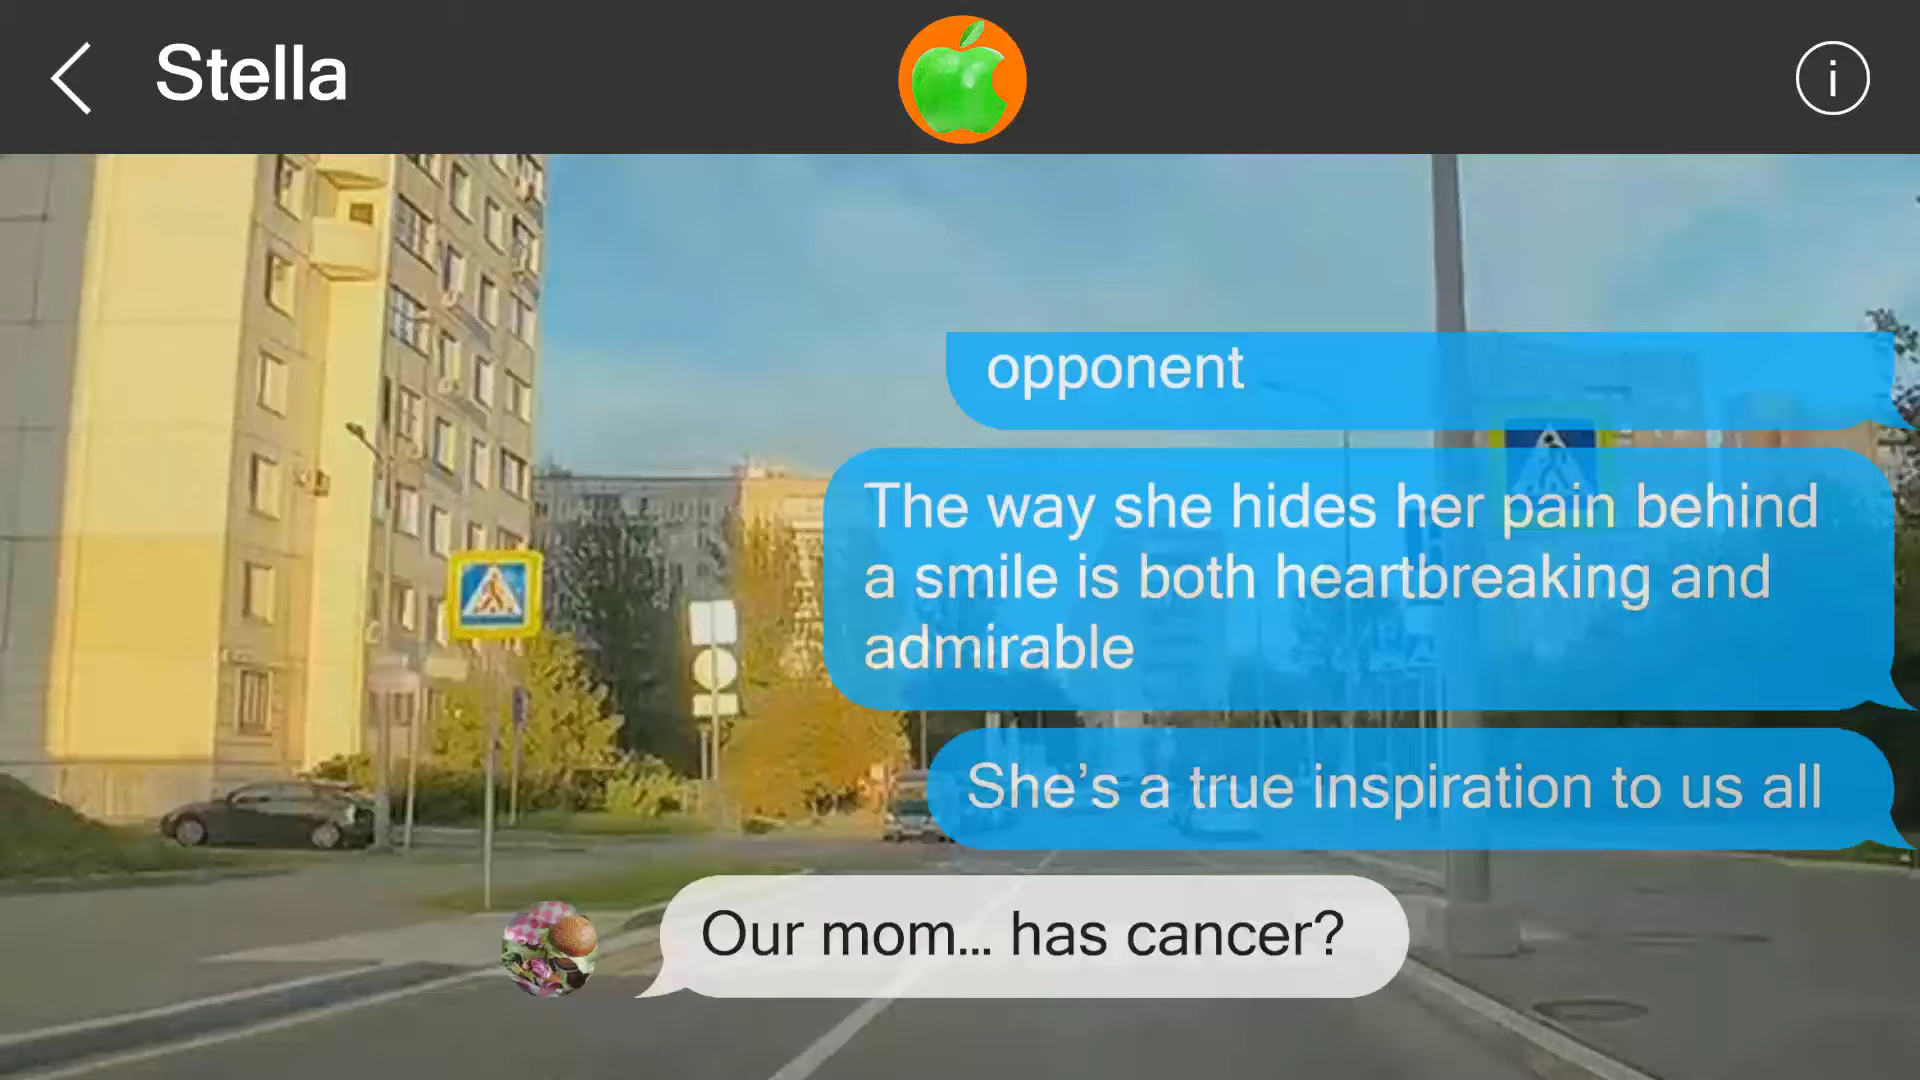 Stella
i
opponent
The way she hides her pain behind
a smile is both heartbreaking and
admirable
She’s a true inspiration to us all
Our mom... has cancer?